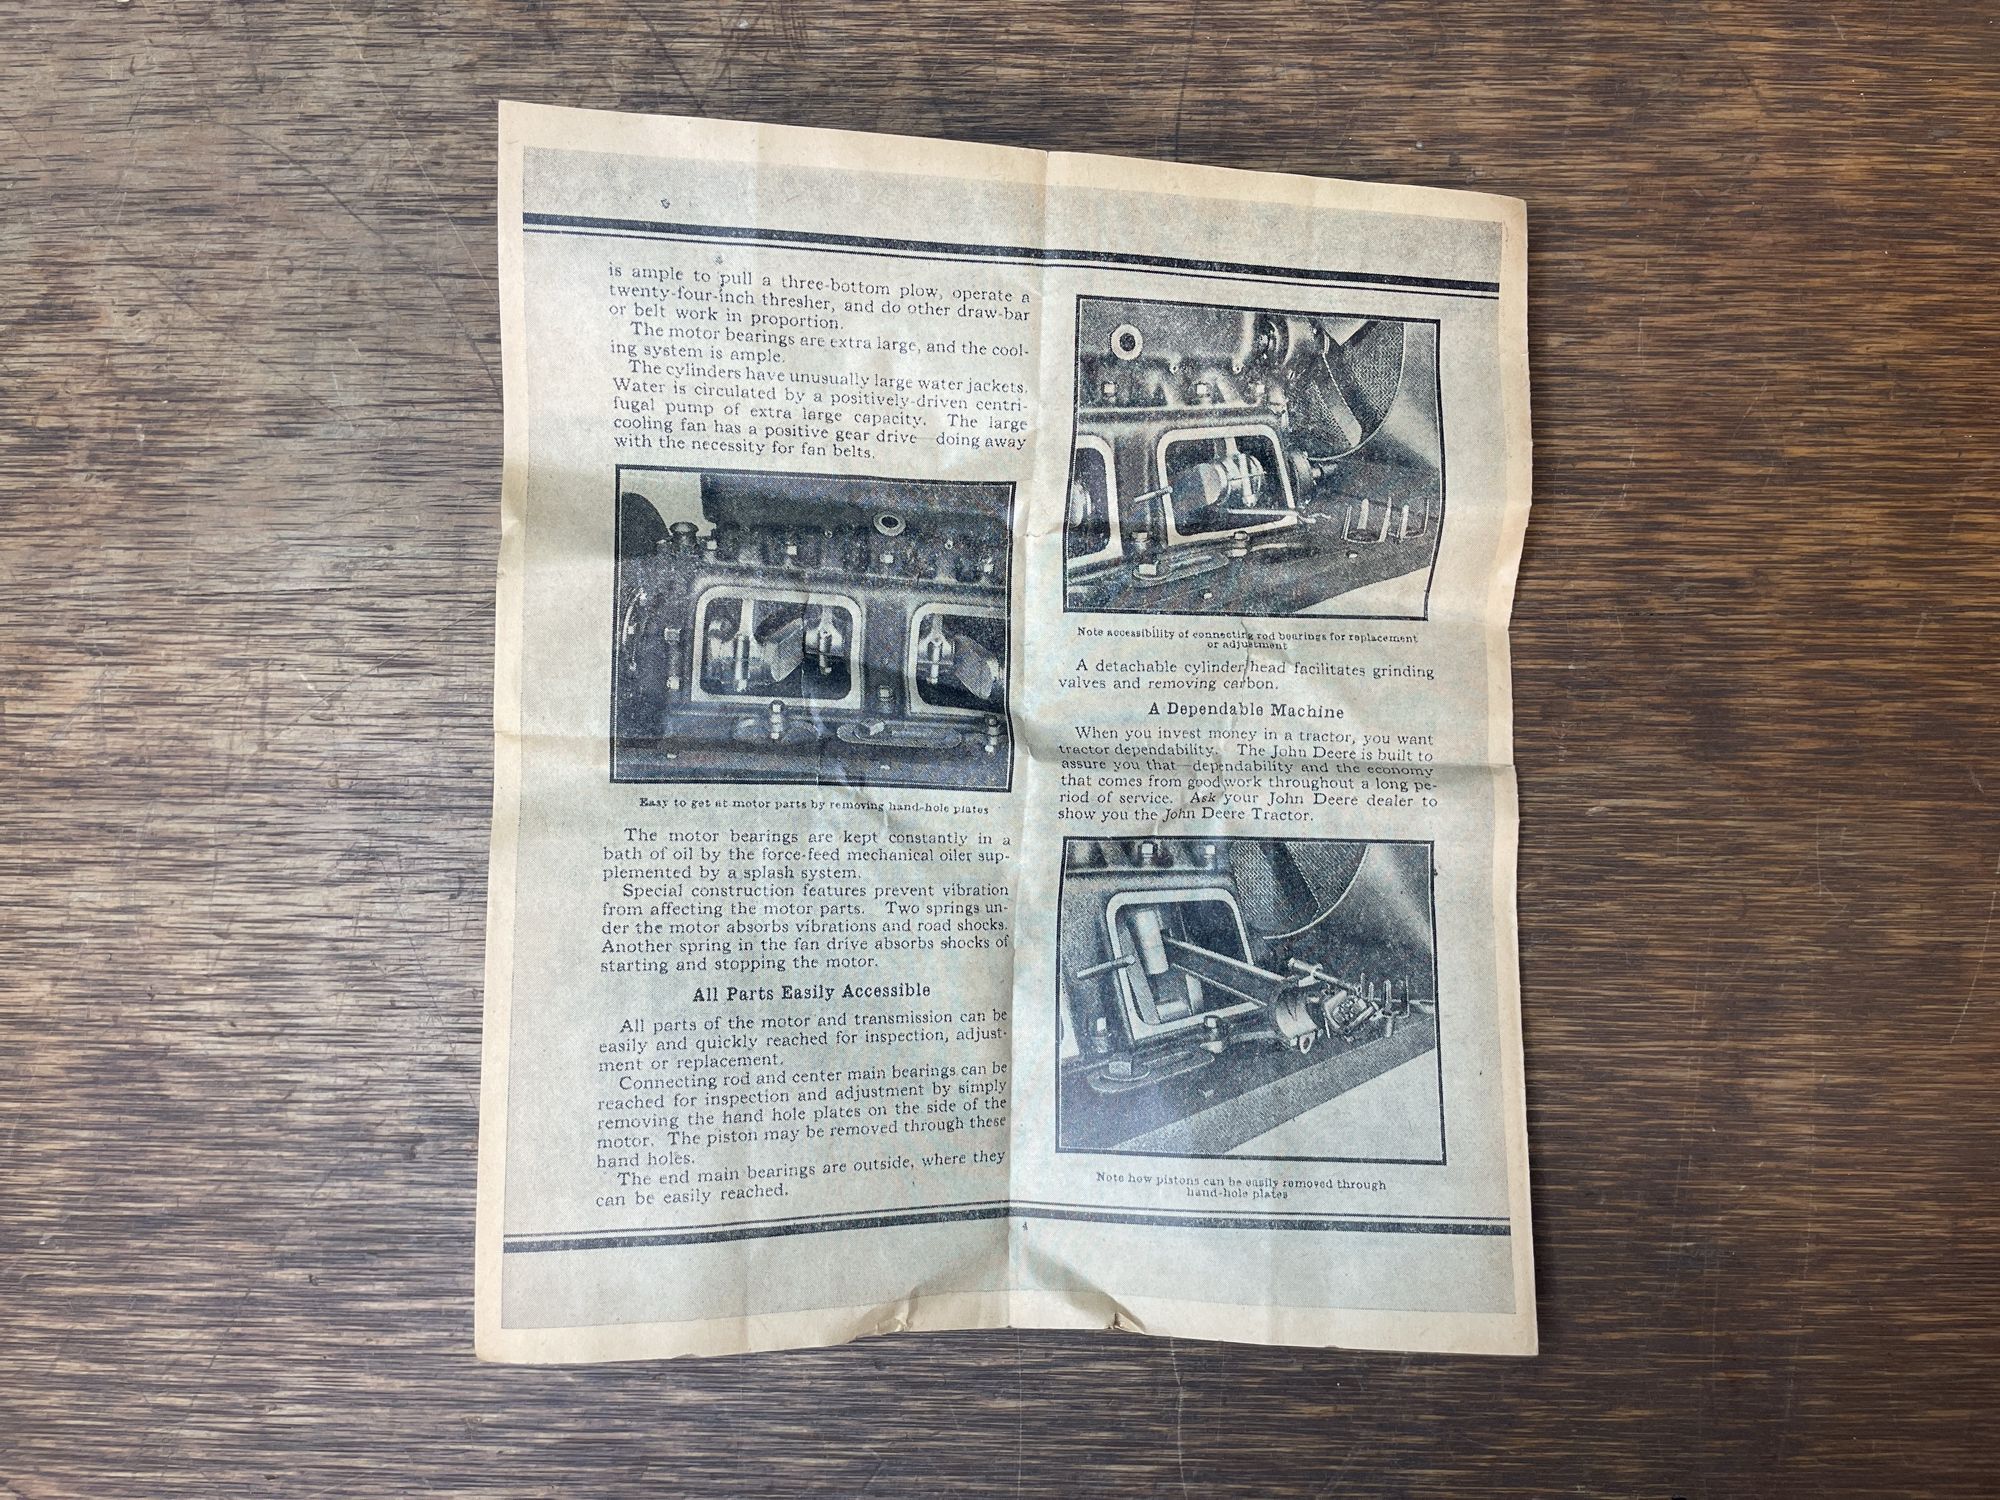 is ample to pull a three-bottom plow, operate a
twenty-four-inch thresher, and do other draw-bar
or belt work in proportion.
The motor bearings are extra large, and the cool-
ing system is ample.
The cylinders have unusually large water jackets.
Water is circulated by a positively-driven centri-
fugal pump of extra large capacity. The large
cooling fan has a positive gear drive—doing away
with the necessity for fan belts.
Easy to get at motor parts by removing hand-hole plates
The motor bearings are kept constantly in a
bath of oil by the force-feed mechanical oiler sup-
plemented by a splash system.
Special construction features prevent vibration
from affecting the motor parts. Two springs un-
der the motor absorbs vibrations and road shocks.
Another spring in the fan drive absorbs shocks of
starting and stopping the motor.
All Parts Easily Accessible
All parts of the motor and transmission can be
easily and quickly reached for inspection, adjust-
ment or replacement.
Connecting rod and center main bearings can be
reached for inspection and adjustment by simply
removing the hand hole plates on the side of the
motor. The piston may be removed through these
hand holes.
The end main bearings are outside, where they
can be easily reached.
Note accessibility of connecting rod bearings for replacement
or adjustment
A detachable cylinder head facilitates grinding
valves and removing carbon.
A Dependable Machine
When you invest money in a tractor, you want
tractor dependability. The John Deere is built to
assure you that—dependability and the economy
that comes from good work throughout a long pe-
riod of service. Ask your John Deere dealer to
show you the John Deere Tractor.
Note how pistons can be easily removed through
hand-hole plates
4